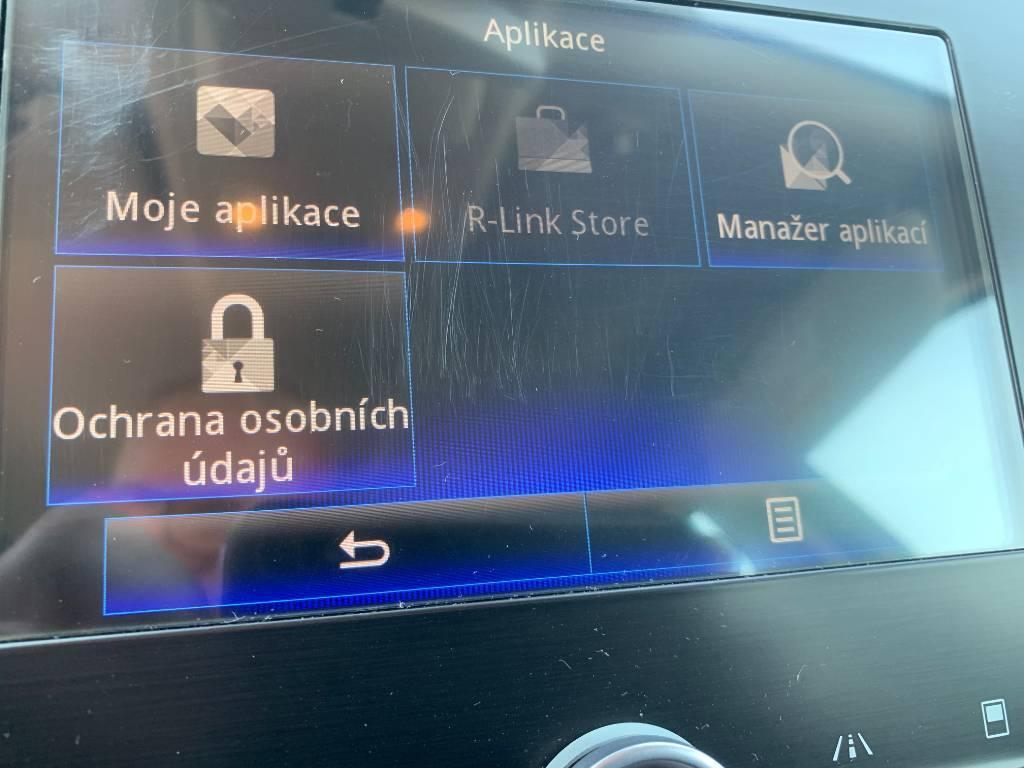 Aplikace
Moje aplikace
R-Link Store
Manažer aplikací
Ochrana osobních
údajů